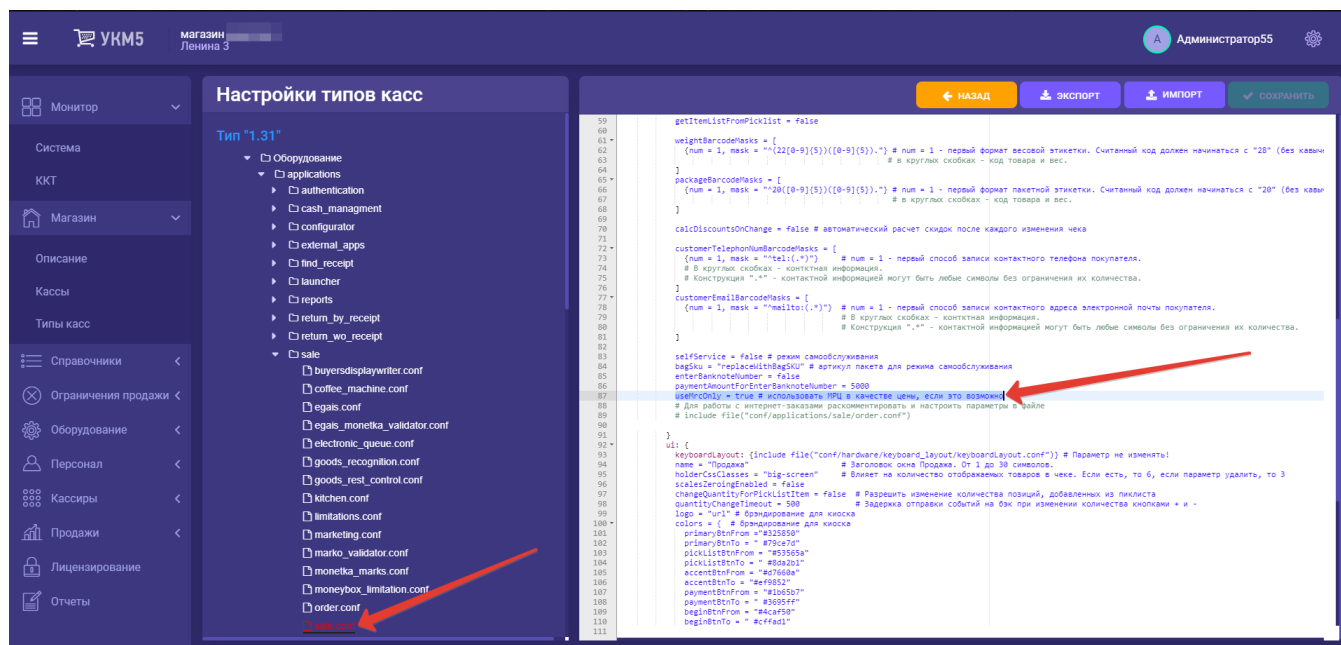 УКМ5
магазин
Ленина 3
А
Администратор55
Монитор
Система
ККТ
Магазин
Описание
Кассы
Типы касс
Справочники
Ограничения продажи
Оборудование
Персонал
Кассиры
Продажи
Лицензирование
Отчеты
Настройки типов касс
Тип "1.31"
Оборудование
applications
authentication
cash_managment
configurator
external_apps
find_receipt
launcher
reports
return_by_receipt
return_wo_receipt
sale
buyersdisplaywriter.conf
coffee_machine.conf
egais.conf
egais_monetka_validator.conf
electronic_queue.conf
goods_recognition.conf
goods_rest_control.conf
kitchen.conf
limitations.conf
marketing.conf
marko_validator.conf
monetka_marks.conf
moneybox_limitation.conf
order.conf
sale.conf
НАЗАД
ЭКСПОРТ
ИМПОРТ
СОХРАНИТЬ
59 getItemListFromPicklist = false
60
61 weightBarcodeMasks = [
62 {num = 1, mask = "^(22[0-9]{5})([0-9]{5})."} # num = 1 - первый формат весовой этикетки. Считанный код должен начинаться с "28" (без кавыч
63 # в круглых скобках - код товара и вес.
64 ]
65 packageBarcodeMasks = [
66 {num = 1, mask = "^20([0-9]{5})([0-9]{5})."} # num = 1 - первый формат пакетной этикетки. Считанный код должен начинаться с "20" (без кавы
67 # в круглых скобках - код товара и вес.
68 ]
69
70 calcDiscountsOnChange = false # автоматический расчет скидок после каждого изменения чека
71
72 customerTelephonNumBarcodeMasks = [
73 {num = 1, mask = "^tel:(.*)"} # num = 1 - первый способ записи контактного телефона покупателя.
74 # В круглых скобках - контктная информация.
75 # Конструкция ".*" - контактной информацией могут быть любые символы без ограничения их количества.
76 ]
77 customerEmailBarcodeMasks = [
78 {num = 1, mask = "^mailto:(.*)"} # num = 1 - первый способ записи контактного адреса электронной почты покупателя.
79 # В круглых скобках - контктная информация.
80 # Конструкция ".*" - контактной информацией могут быть любые символы без ограничения их количества.
81 ]
82
83 selfService = false # режим самообслуживания
84 bagSku = "replaceWithBagSKU" # артикул пакета для режима самообслуживания
85 enterBanknoteNumber = false
86 paymentAmountForEnterBanknoteNumber = 5000
87 useMrcOnly = true # использовать МРЦ в качестве цены, если это возможно
88 # Для работы с интернет-заказами раскомментировать и настроить параметры в файле
89 # include file("conf/applications/sale/order.conf")
90
91 }
92 ui: {
93 keyboardLayout: {include file("conf/hardware/keyboard_layout/keyboardLayout.conf")} # Параметр не изменять!
94 name = "Продажа" # Заголовок окна Продажа. От 1 до 30 символов.
95 holderCssClasses = "big-screen" # Влияет на количество отображаемых товаров в чеке. Если есть, то 6, если параметр удалить, то 3
96 scalesZeroingEnabled = false
97 changeQuantityForPickListItem = false # Разрешить изменение количества позиций, добавленных из пиклиста
98 quantityChangeTimeout = 500 # Задержка отправки событий на бэк при изменении количества кнопками + и -
99 logo = "url" # брэндирование для киоска
100 colors = { # брэндирование для киоска
101 primaryBtnFrom ="#325850"
102 primaryBtnTo = " #79ce7d"
103 pickListBtnFrom = "#53565a"
104 pickListBtnTo = " #8da2b1"
105 accentBtnFrom = "#d7660a"
106 accentBtnTo = "#ef9852"
107 paymentBtnFrom = "#1b65b7"
108 paymentBtnTo = " #3695ff"
109 beginBtnFrom = "#4caf50"
110 beginBtnTo = " #cffad1"
111